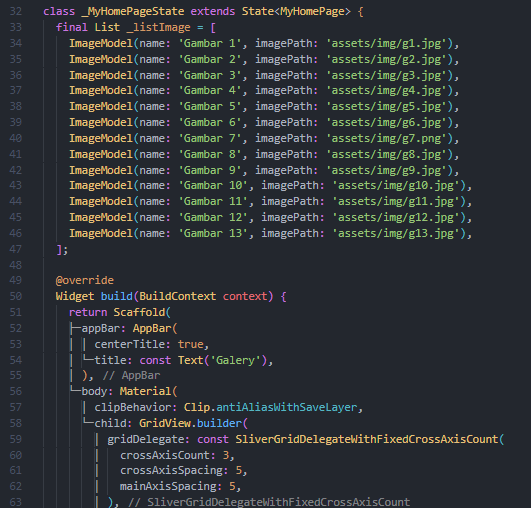 32 class _MyHomePageState extends State<MyHomePage> {
33 final List _listImage = [
34 ImageModel(name: 'Gambar 1', imagePath: 'assets/img/g1.jpg'),
35 ImageModel(name: 'Gambar 2', imagePath: 'assets/img/g2.jpg'),
36 ImageModel(name: 'Gambar 3', imagePath: 'assets/img/g3.jpg'),
37 ImageModel(name: 'Gambar 4', imagePath: 'assets/img/g4.jpg'),
38 ImageModel(name: 'Gambar 5', imagePath: 'assets/img/g5.jpg'),
39 ImageModel(name: 'Gambar 6', imagePath: 'assets/img/g6.jpg'),
40 ImageModel(name: 'Gambar 7', imagePath: 'assets/img/g7.png'),
41 ImageModel(name: 'Gambar 8', imagePath: 'assets/img/g8.jpg'),
42 ImageModel(name: 'Gambar 9', imagePath: 'assets/img/g9.jpg'),
43 ImageModel(name: 'Gambar 10', imagePath: 'assets/img/g10.jpg'),
44 ImageModel(name: 'Gambar 11', imagePath: 'assets/img/g11.jpg'),
45 ImageModel(name: 'Gambar 12', imagePath: 'assets/img/g12.jpg'),
46 ImageModel(name: 'Gambar 13', imagePath: 'assets/img/g13.jpg'),
47 ];
48
49 @override
50 Widget build(BuildContext context) {
51 return Scaffold(
52 appBar: AppBar(
53 centerTitle: true,
54 title: const Text('Galery'),
55 ), // AppBar
56 body: Material(
57 clipBehavior: Clip.antiAliasWithSaveLayer,
58 child: GridView.builder(
59 gridDelegate: const SliverGridDelegateWithFixedCrossAxisCount(
60 crossAxisCount: 3,
61 crossAxisSpacing: 5,
62 mainAxisSpacing: 5,
63 ), // SliverGridDelegateWithFixedCrossAxisCount